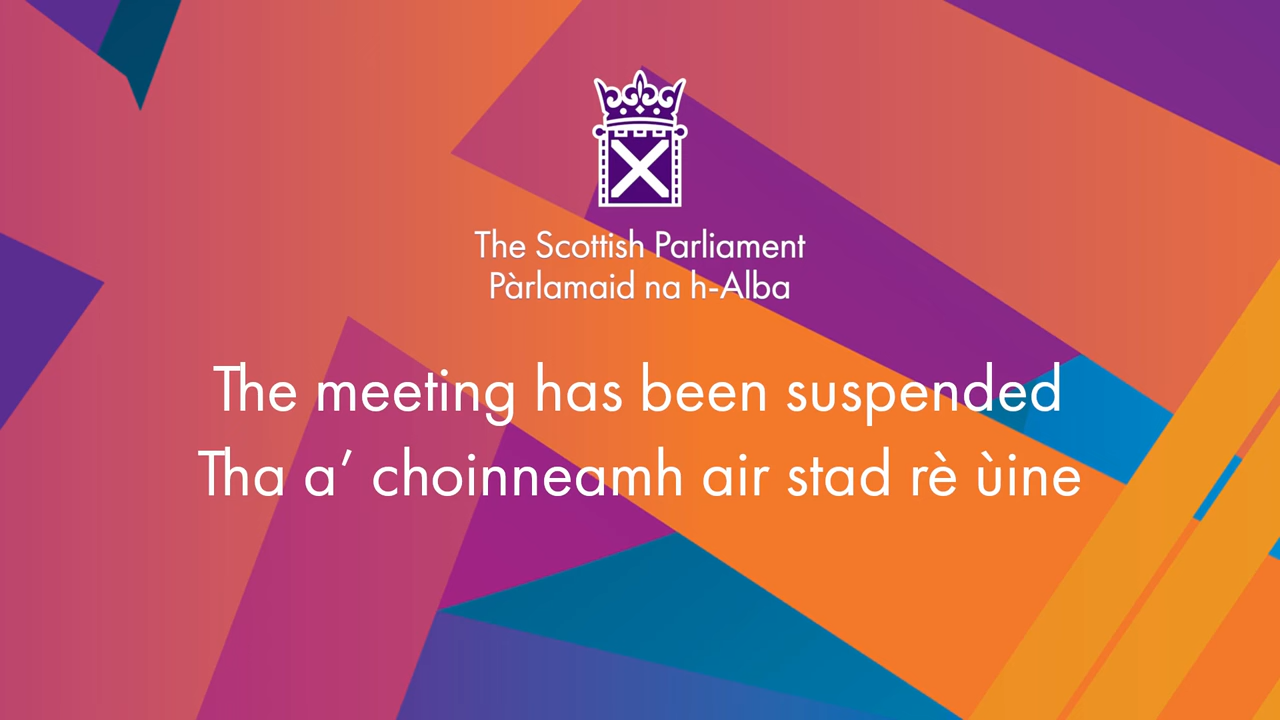 The Scottish Parliament
Pàrlamaid na h-Alba
The meeting has been suspended
Tha a’ choinneamh air stad rè ùine